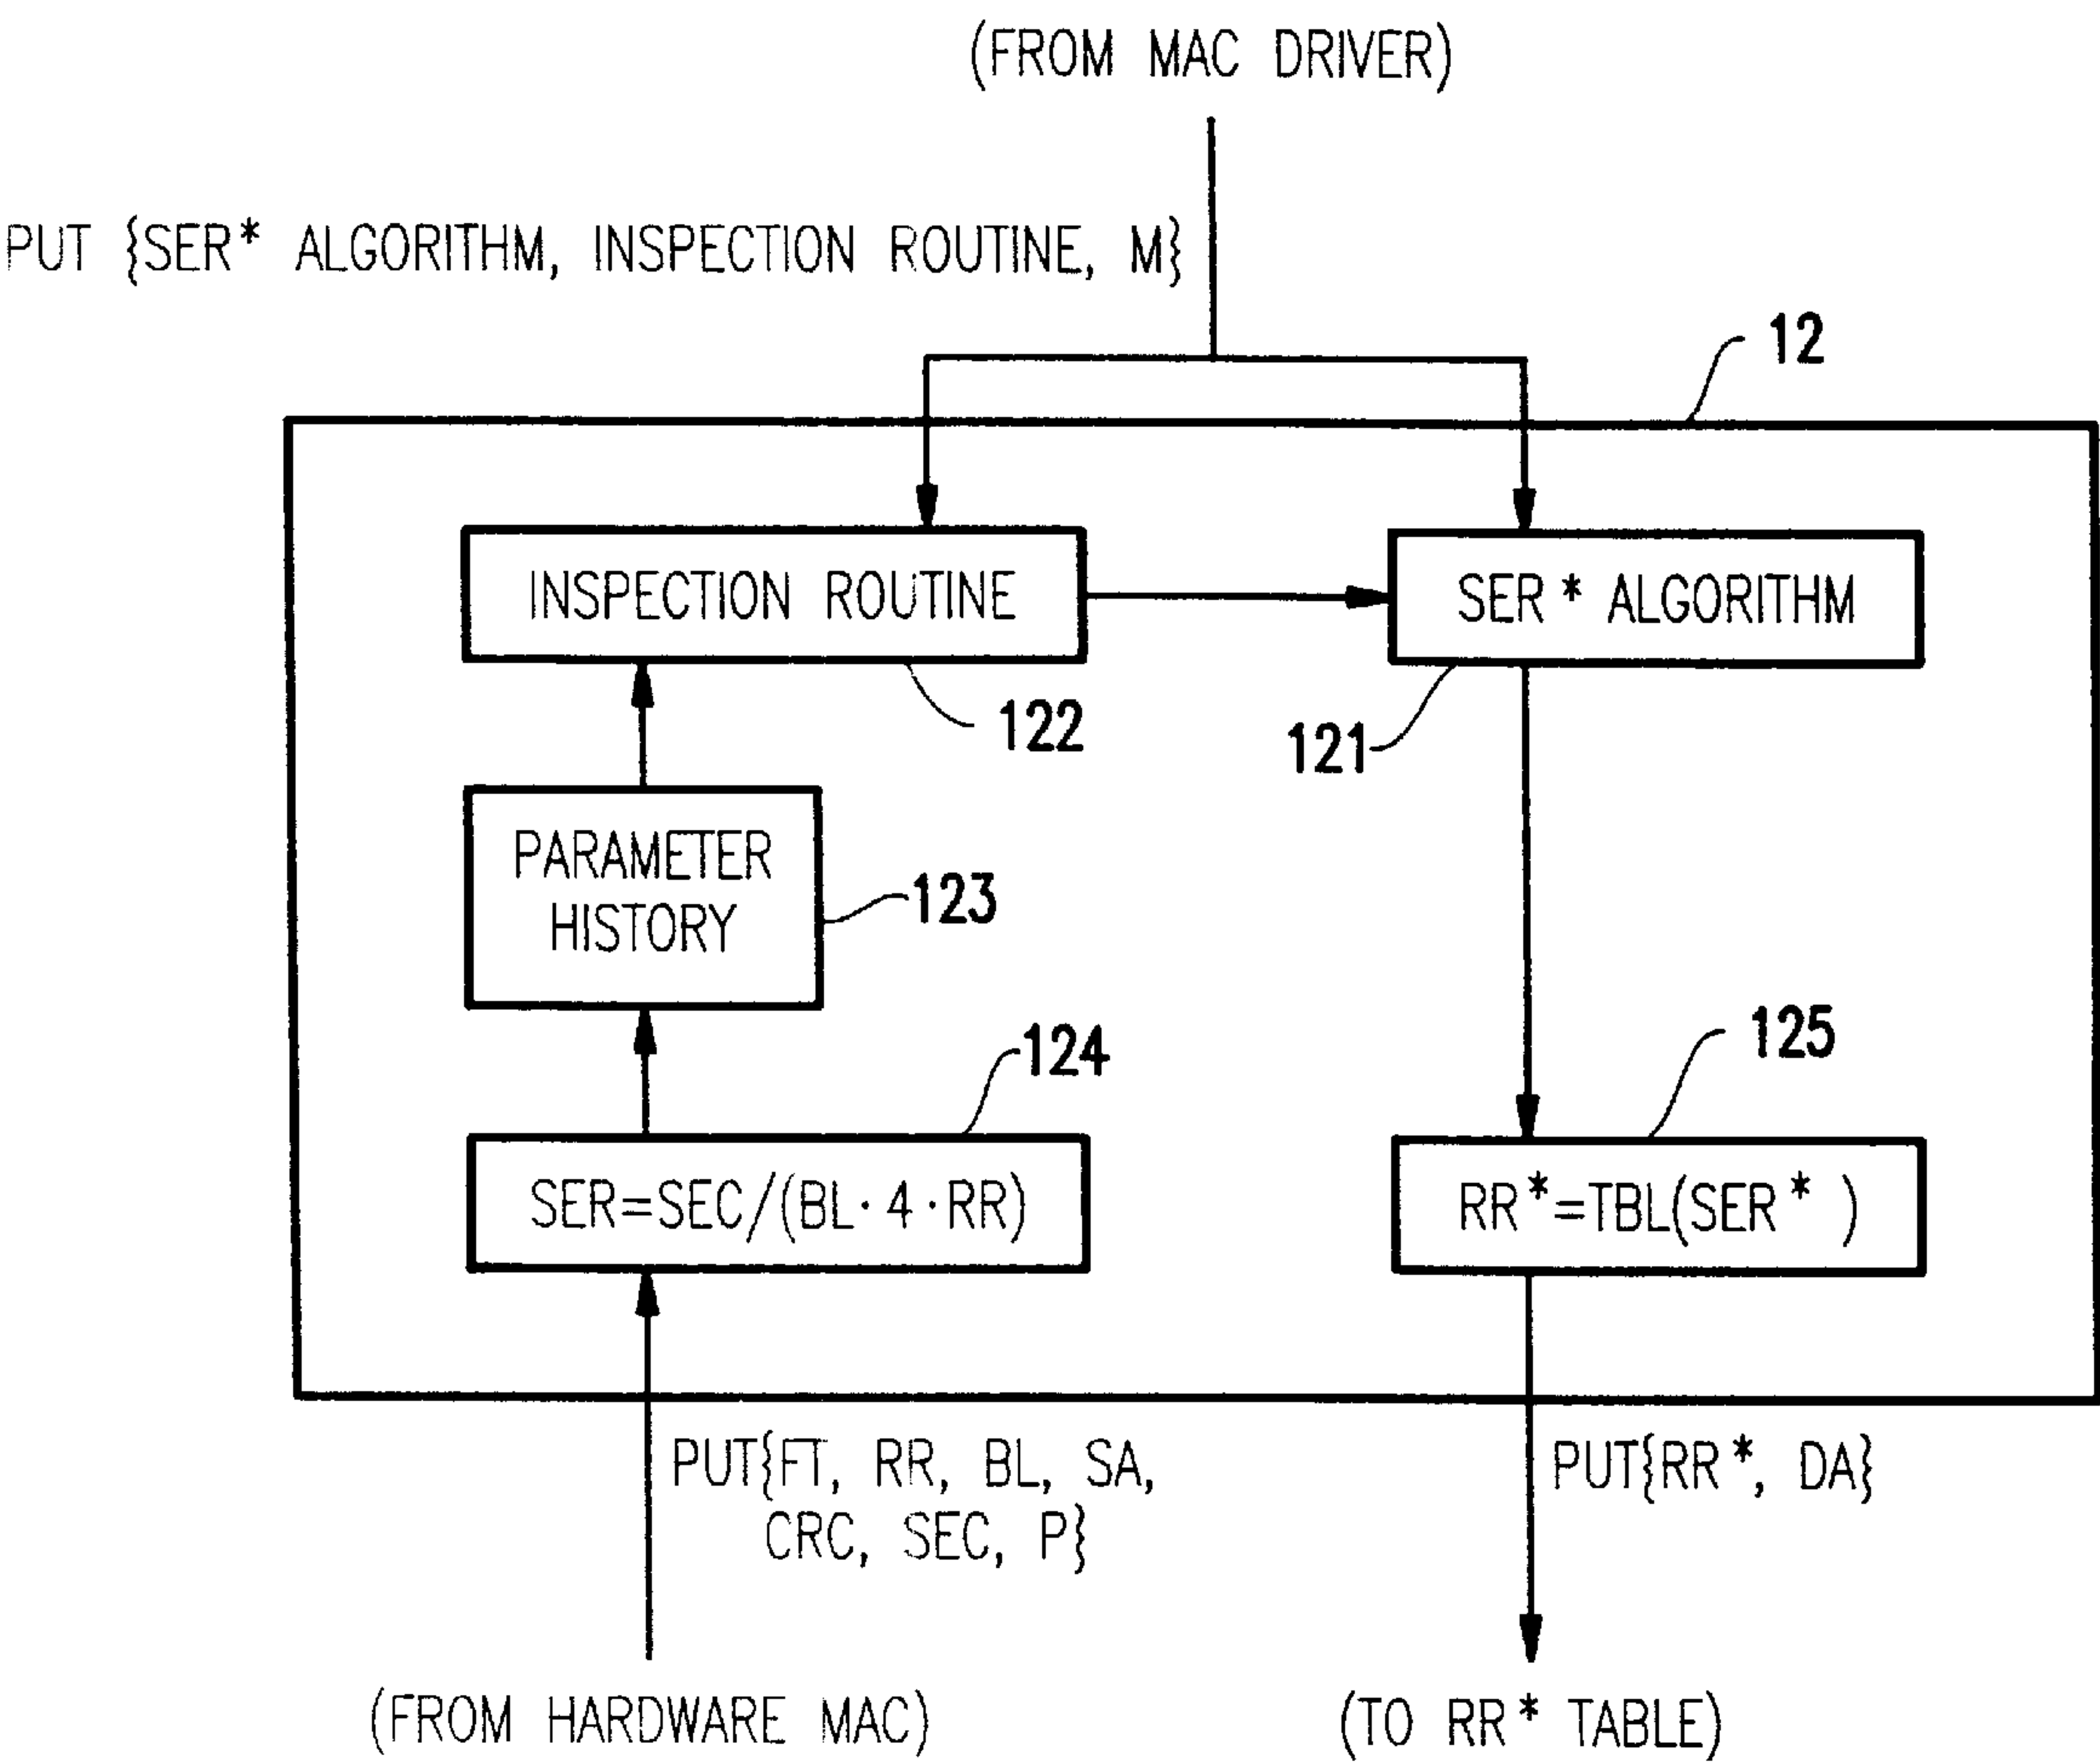 (FROM MAC DRIVER)
PUT {SER* ALGORITHM, INSPECTION ROUTINE, M}
12
INSPECTION ROUTINE
SER* ALGORITHM
122
121
PARAMETER
HISTORY
123
124
125
SER=SEC/(BL·4·RR)
RR*=TBL(SER*)
PUT{FT, RR, BL, SA,
CRC, SEC, P}
PUT{RR*, DA}
(FROM HARDWARE MAC)
(TO RR* TABLE)